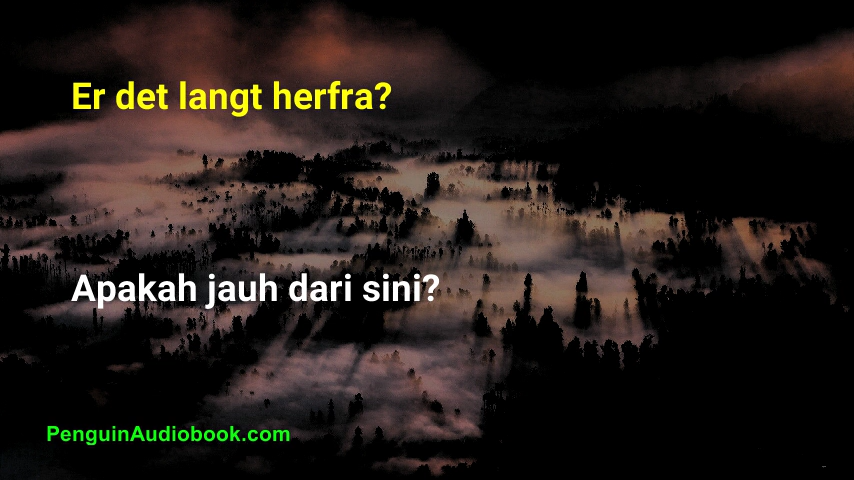 Er det langt herfra?
Apakah jauh dari sini?
PenguinAudiobook.com